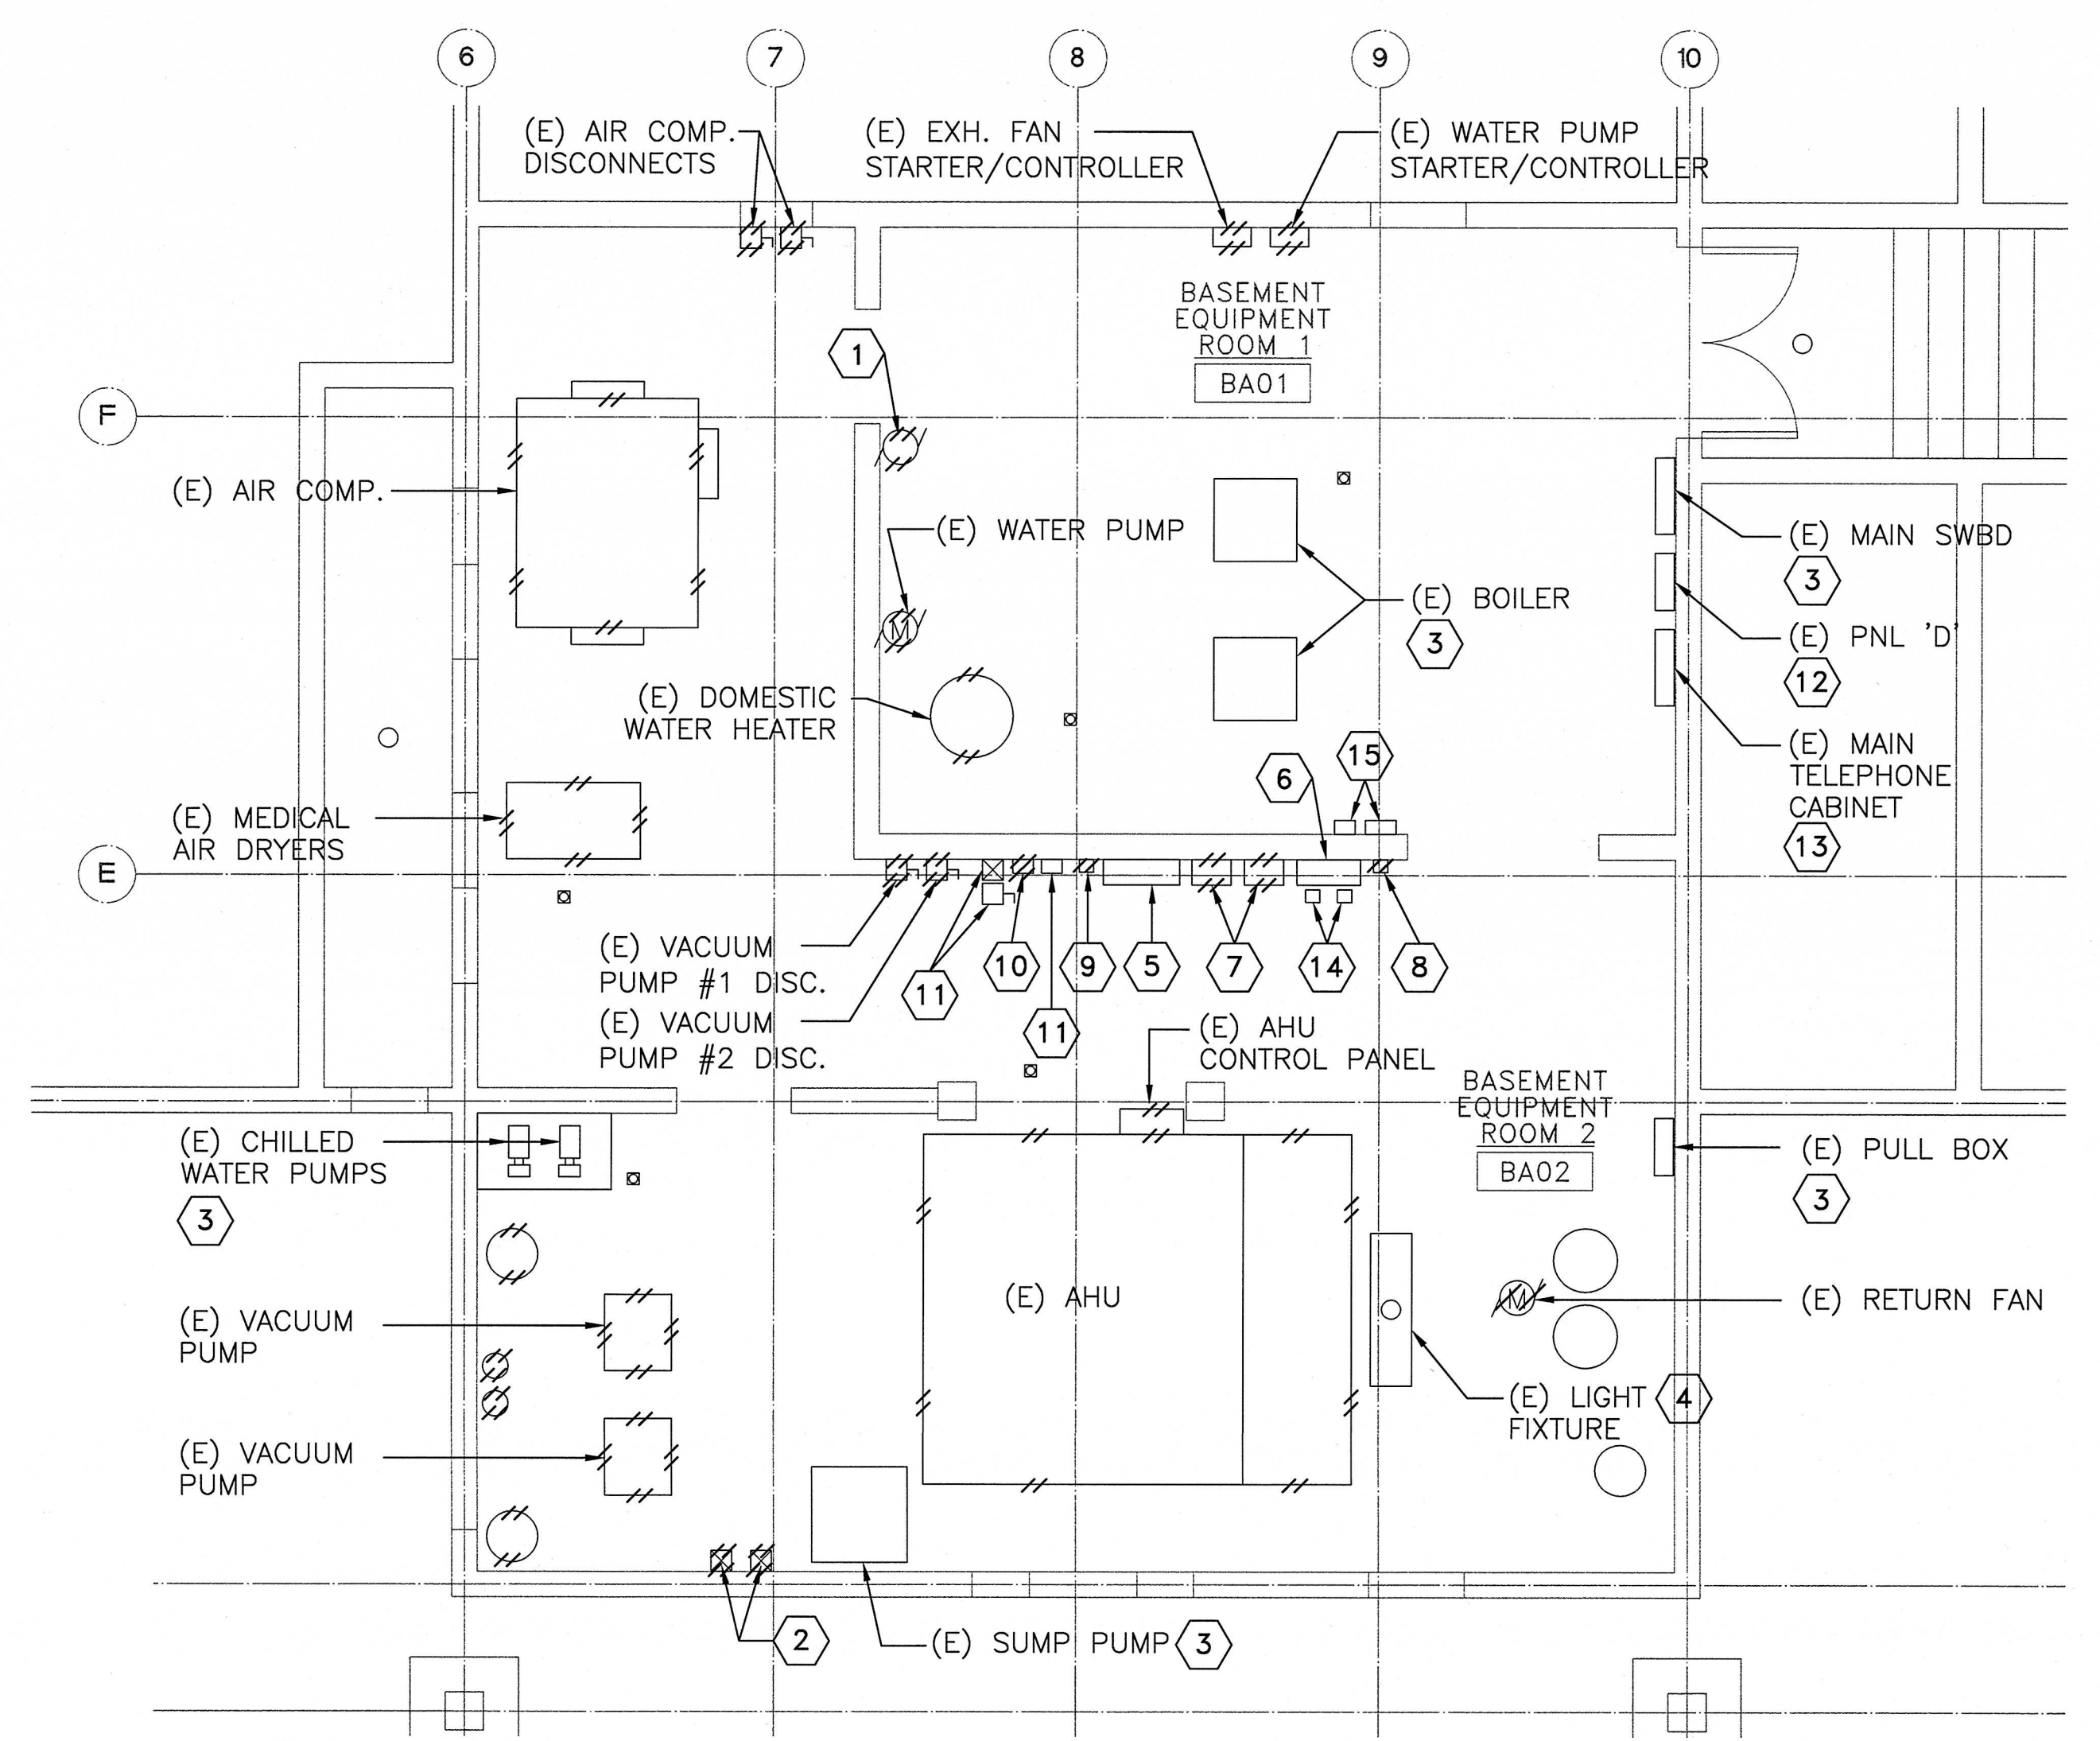 6
7
8
9
10
(E) AIR COMP.
DISCONNECTS
(E) EXH. FAN
STARTER/CONTROLLER
(E) WATER PUMP
STARTER/CONTROLLER
BASEMENT
EQUIPMENT
ROOM 1
BA01
1
F
(E) AIR COMP.
(E) WATER PUMP
M
(E) BOILER
3
(E) MAIN SWBD
3
(E) PNL 'D'
12
(E) MAIN
TELEPHONE
CABINET
13
(E) DOMESTIC
WATER HEATER
15
6
(E) MEDICAL
AIR DRYERS
E
(E) VACUUM
PUMP #1 DISC.
(E) VACUUM
PUMP #2 DISC.
11
10
9
5
7
14
8
11
(E) AHU
CONTROL PANEL
BASEMENT
EQUIPMENT
ROOM 2
BA02
(E) CHILLED
WATER PUMPS
3
(E) PULL BOX
3
(E) AHU
M
(E) RETURN FAN
(E) VACUUM
PUMP
(E) LIGHT
FIXTURE
4
(E) VACUUM
PUMP
2
(E) SUMP PUMP
3